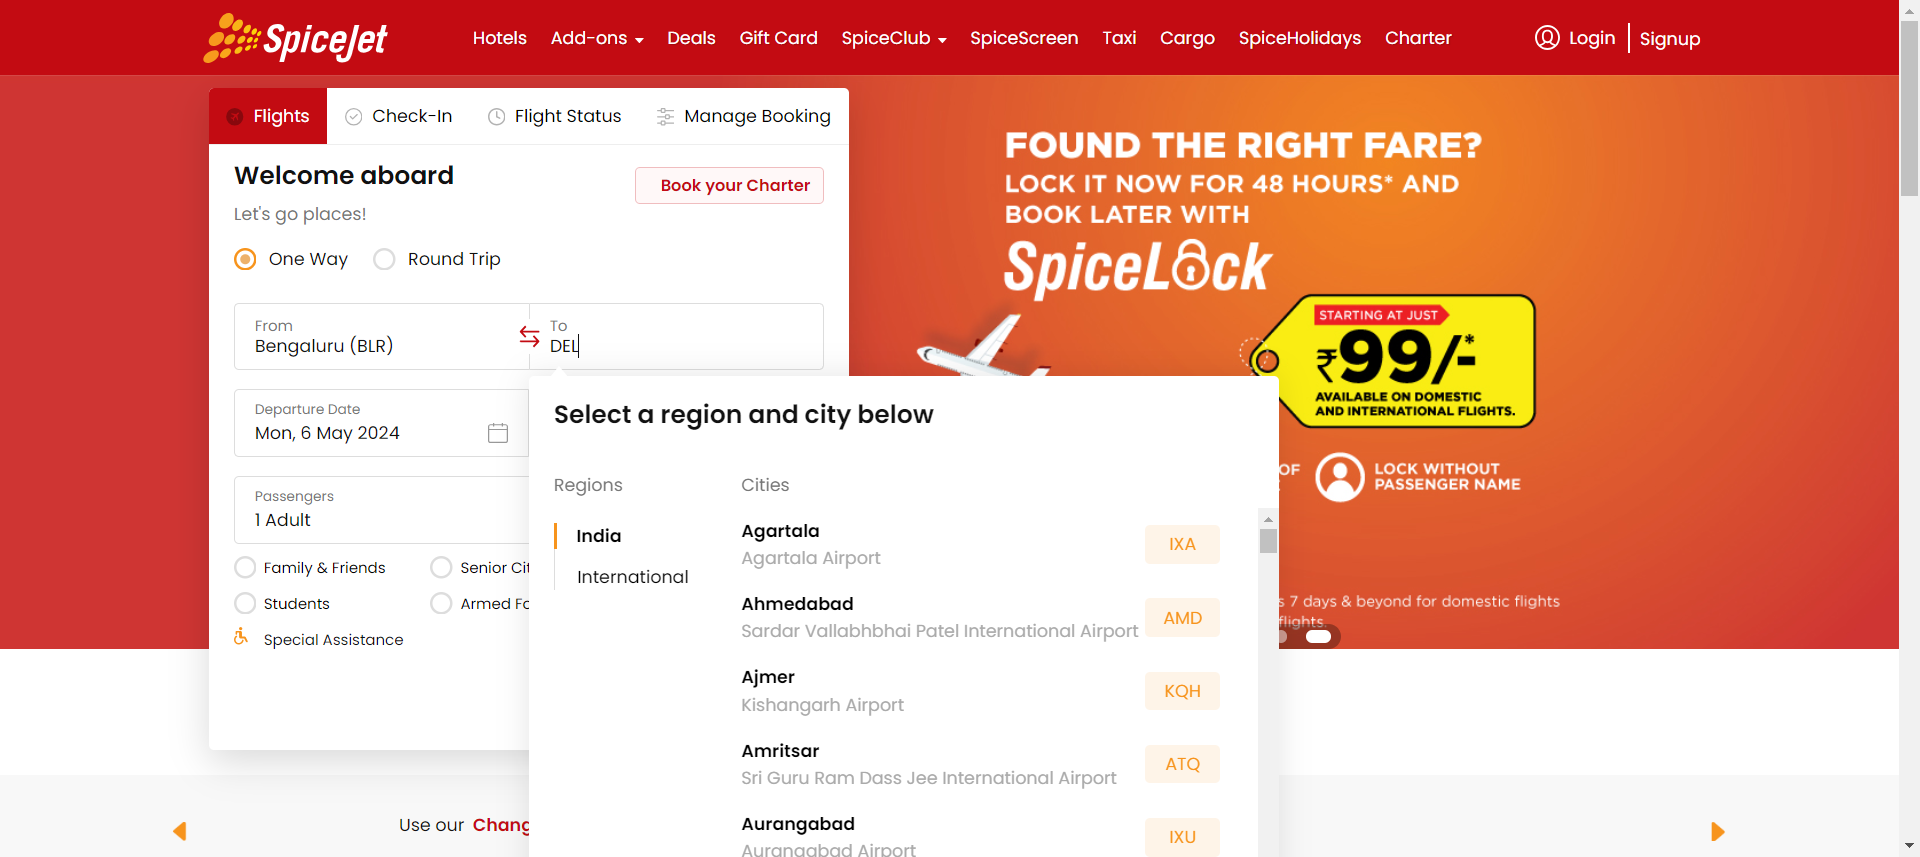 SpiceJet
Hotels
Add-ons
Deals
Gift Card
SpiceClub
SpiceScreen
Taxi
Cargo
SpiceHolidays
Charter
Login
Signup
Flights
Check-In
Flight Status
Manage Booking
Welcome aboard
Book your Charter
Let's go places!
One Way
Round Trip
From
Bengaluru (BLR)
To
DEL
Departure Date
Mon, 6 May 2024
Passengers
1 Adult
Family & Friends
Senior Cit
Students
Armed Fo
Special Assistance
Select a region and city below
Regions
Cities
India
International
Agartala
Agartala Airport
IXA
Ahmedabad
Sardar Vallabhbhai Patel International Airport
AMD
Ajmer
Kishangarh Airport
KQH
Amritsar
Sri Guru Ram Dass Jee International Airport
ATQ
Aurangabad
Aurangabad Airport
IXU
FOUND THE RIGHT FARE?
LOCK IT NOW FOR 48 HOURS* AND
BOOK LATER WITH
SpiceLock
STARTING AT JUST
₹99/-*
AVAILABLE ON DOMESTIC
AND INTERNATIONAL FLIGHTS.
OF
LOCK WITHOUT
PASSENGER NAME
s 7 days & beyond for domestic flights
flights.
Use our Chang